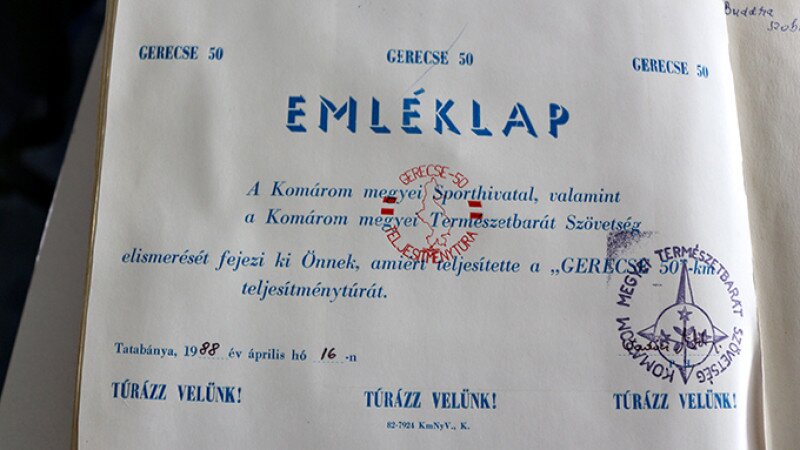 Buddha
GERECSE 50 GERECSE 50 GERECSE 50
EMLÉKLAP
GERECSE-50
TELJESÍTMÉNYTÚRA
A Komárom megyei Sporthivatal, valamint
a Komárom megyei Természetbarát Szövetség
elismerését fejezi ki Önnek, amiért teljesítette a „GERECSE 50”-km
teljesítménytúrát.
KOMÁROM MEGYEI TERMÉSZETBARÁT SZÖVETSÉG
Tatabánya, 1988 év április hó 16 -n
TÚRÁZZ VELÜNK! TÚRÁZZ VELÜNK! TÚRÁZZ VELÜNK!
82-7924 KmNyV., K.